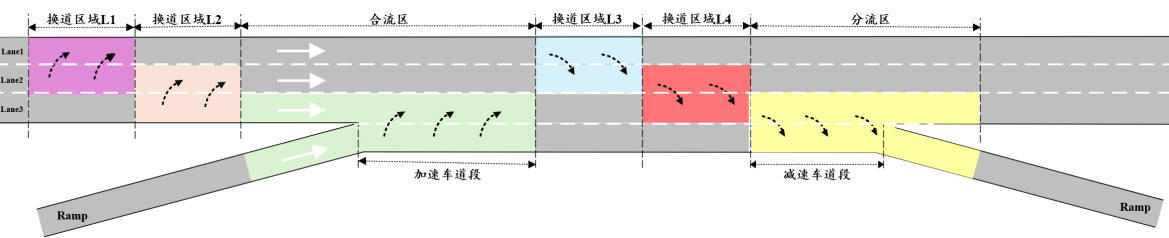 换道区域L1
换道区域L2
合流区
换道区域L3
换道区域L4
分流区
Lane1
Lane2
Lane3
加速车道段
减速车道段
Ramp
Ramp